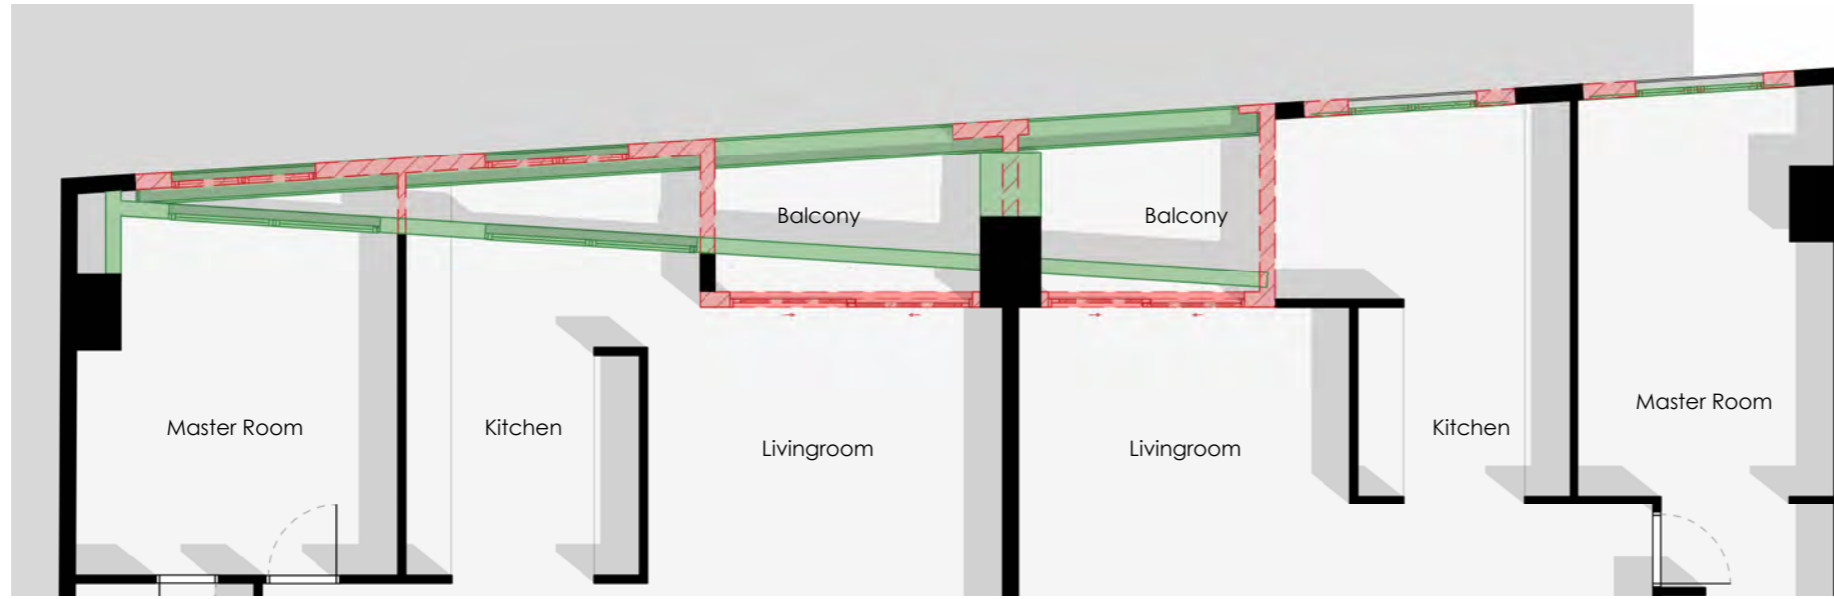 Balcony
Balcony
Master Room
Kitchen
Livingroom
Livingroom
Kitchen
Master Room